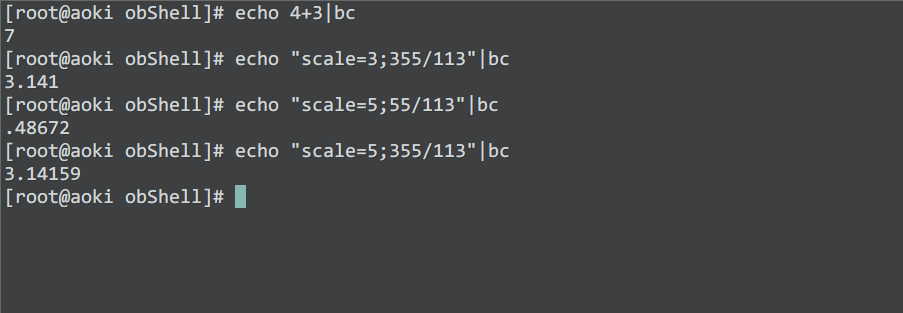 [root@aoki obShell]# echo 4+3|bc
7
[root@aoki obShell]# echo "scale=3;355/113"|bc
3.141
[root@aoki obShell]# echo "scale=5;55/113"|bc
.48672
[root@aoki obShell]# echo "scale=5;355/113"|bc
3.14159
[root@aoki obShell]#